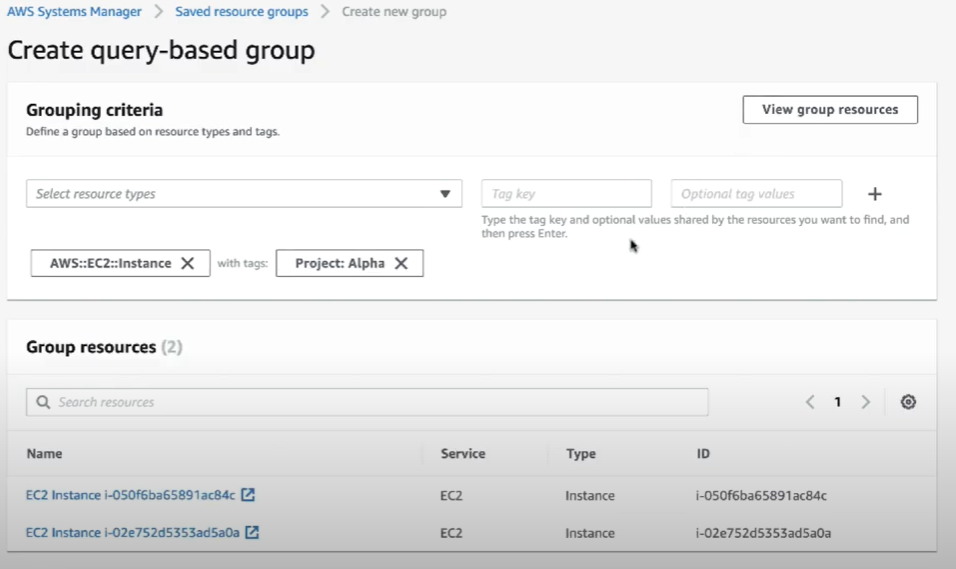 AWS Systems Manager > Saved resource groups > Create new group
Create query-based group
Grouping criteria
View group resources
Define a group based on resource types and tags.
Select resource types
Tag key
Optional tag values
+
Type the tag key and optional values shared by the resources you want to find, and
then press Enter.
AWS::EC2::Instance X with tags: Project: Alpha X
Group resources (2)
Search resources
< 1 >
Name Service Type ID
EC2 Instance i-050f6ba65891ac84c EC2 Instance i-050f6ba65891ac84c
EC2 Instance i-02e752d5353ad5a0a EC2 Instance i-02e752d5353ad5a0a